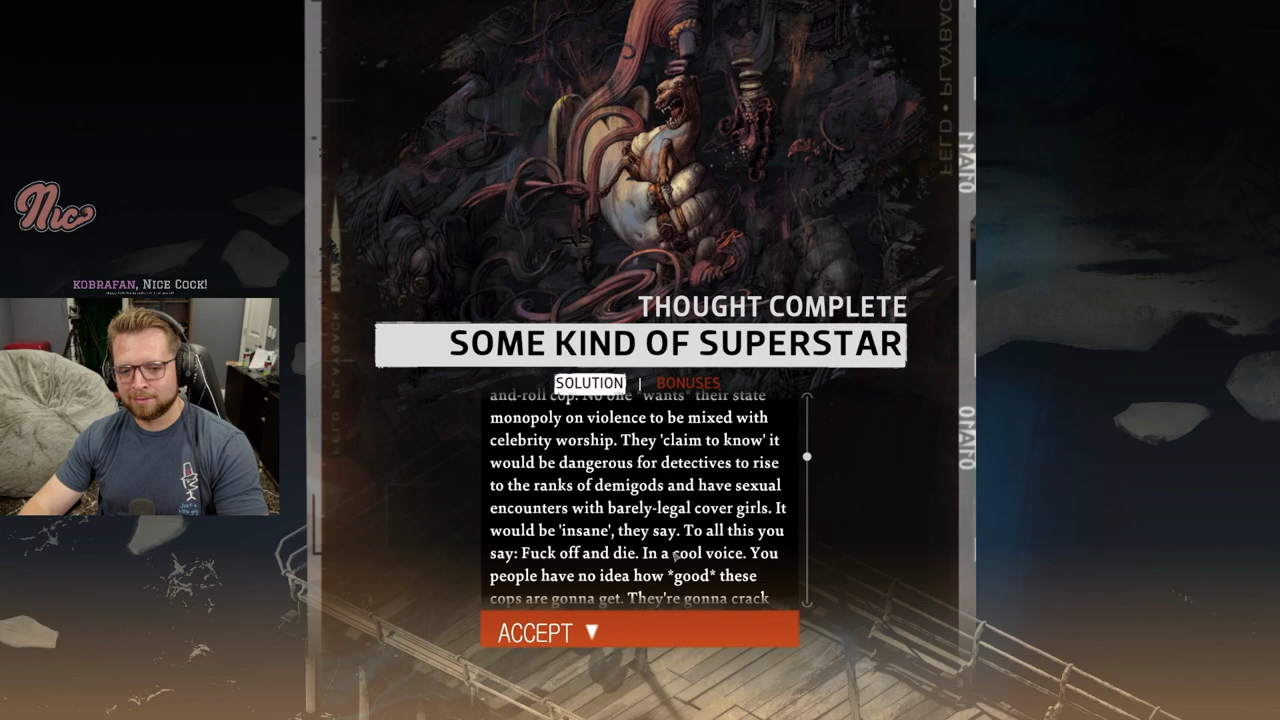 FELD • PLAYBAC
Nico
KOBRAFAN, NICE COCK!
THOUGHT COMPLETE
SOME KIND OF SUPERSTAR
SOLUTION | BONUSES
and-roll cop. No one *wants* their state
monopoly on violence to be mixed with
celebrity worship. They 'claim to know' it
would be dangerous for detectives to rise
to the ranks of demigods and have sexual
encounters with barely-legal cover girls. It
would be 'insane', they say. To all this you
say: Fuck off and die. In a cool voice. You
people have no idea how *good* these
cops are gonna get. They're gonna crack
ACCEPT